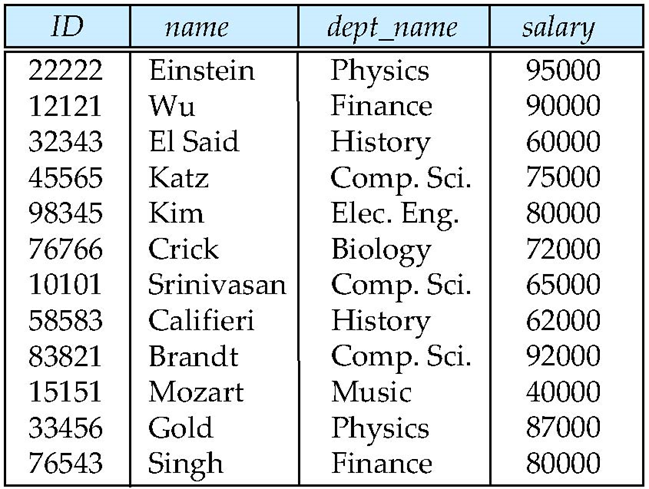 ID name dept_name salary
22222 Einstein Physics 95000
12121 Wu Finance 90000
32343 El Said History 60000
45565 Katz Comp. Sci. 75000
98345 Kim Elec. Eng. 80000
76766 Crick Biology 72000
10101 Srinivasan Comp. Sci. 65000
58583 Califieri History 62000
83821 Brandt Comp. Sci. 92000
15151 Mozart Music 40000
33456 Gold Physics 87000
76543 Singh Finance 80000